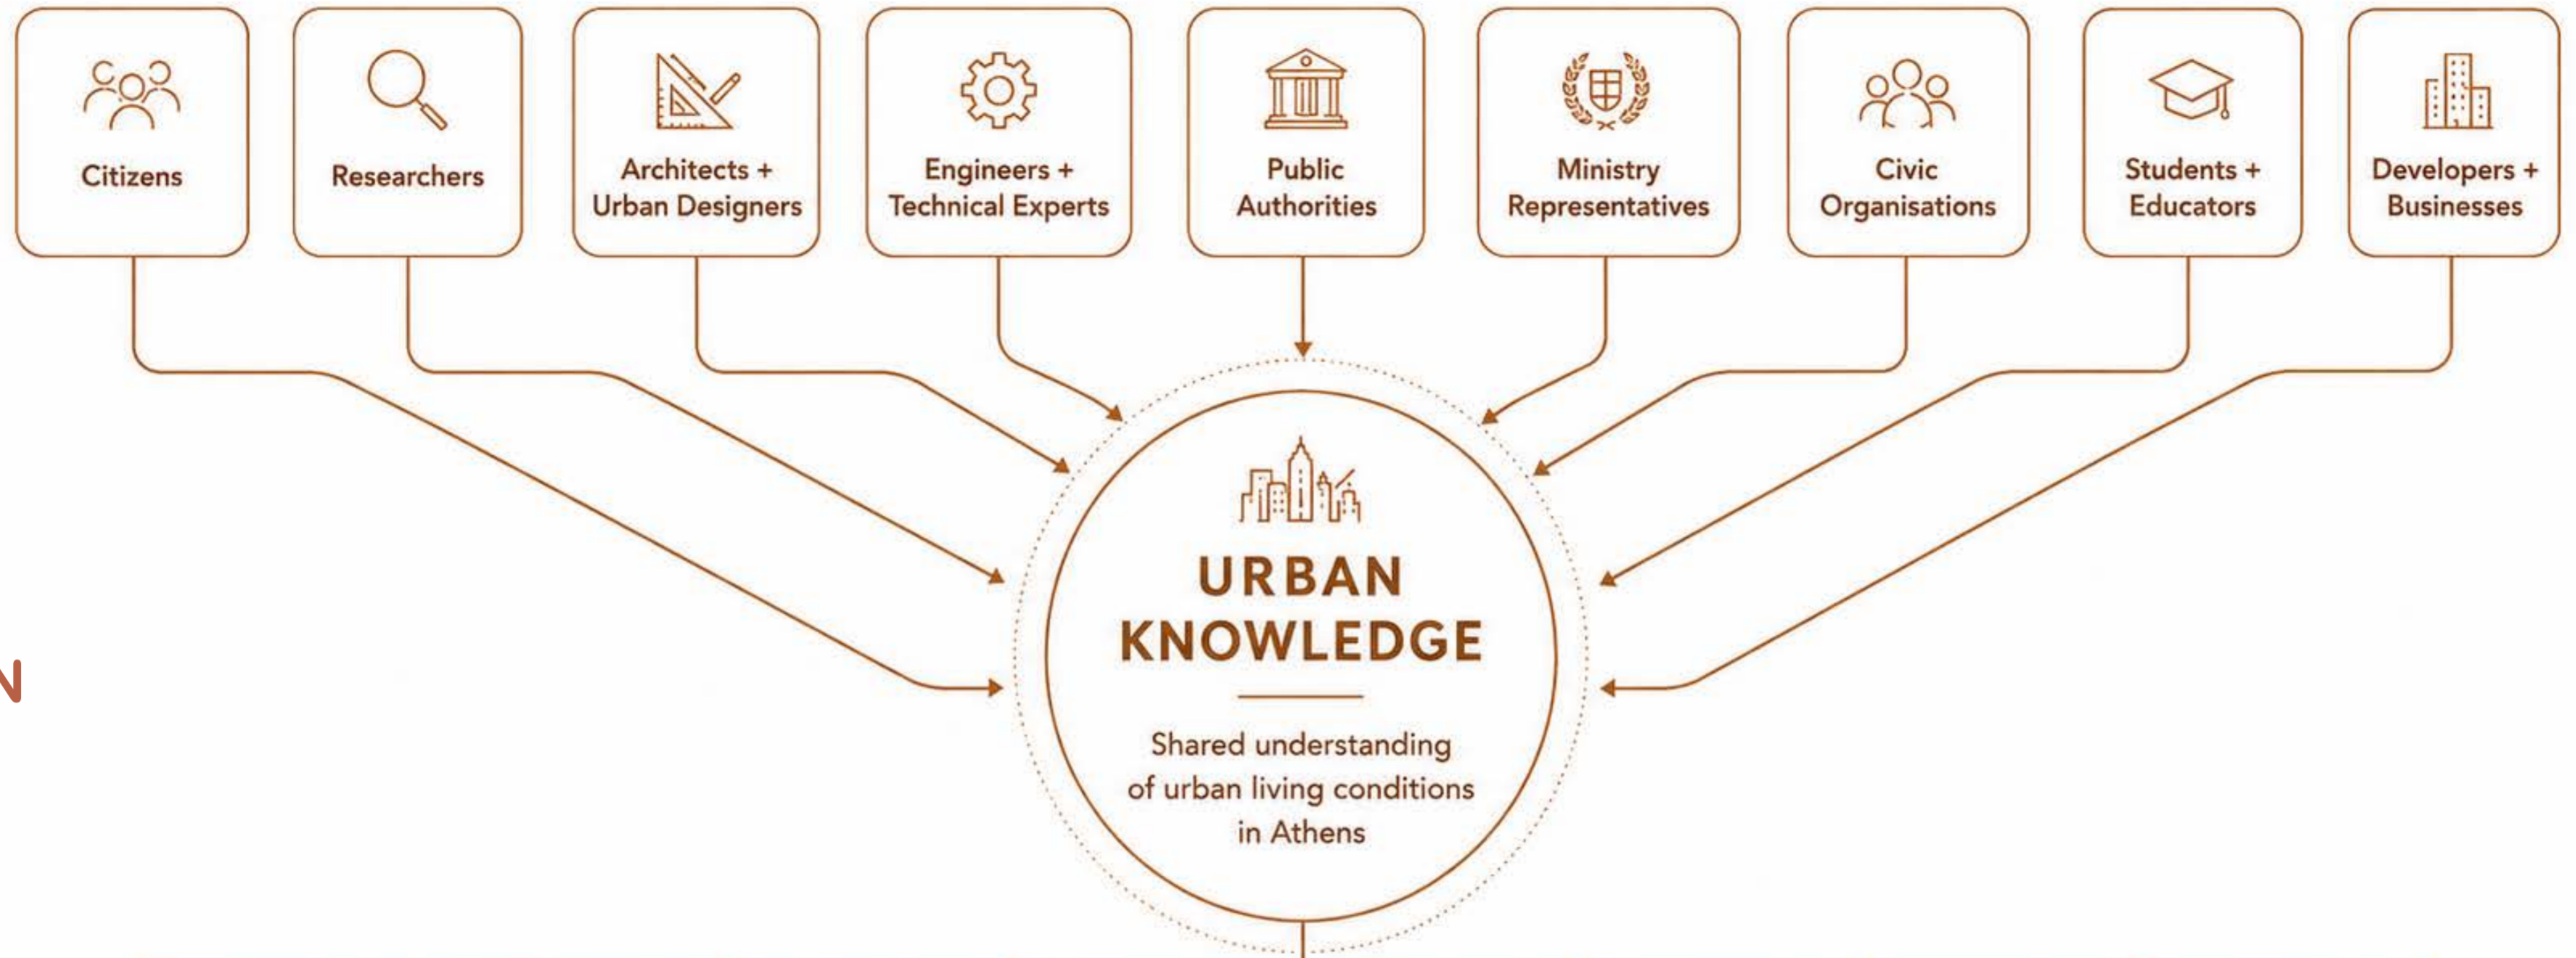 Citizens
Researchers
Architects +
Urban Designers
Engineers +
Technical Experts
Public
Authorities
Ministry
Representatives
Civic
Organisations
Students +
Educators
Developers +
Businesses
N
URBAN
KNOWLEDGE
Shared understanding
of urban living conditions
in Athens